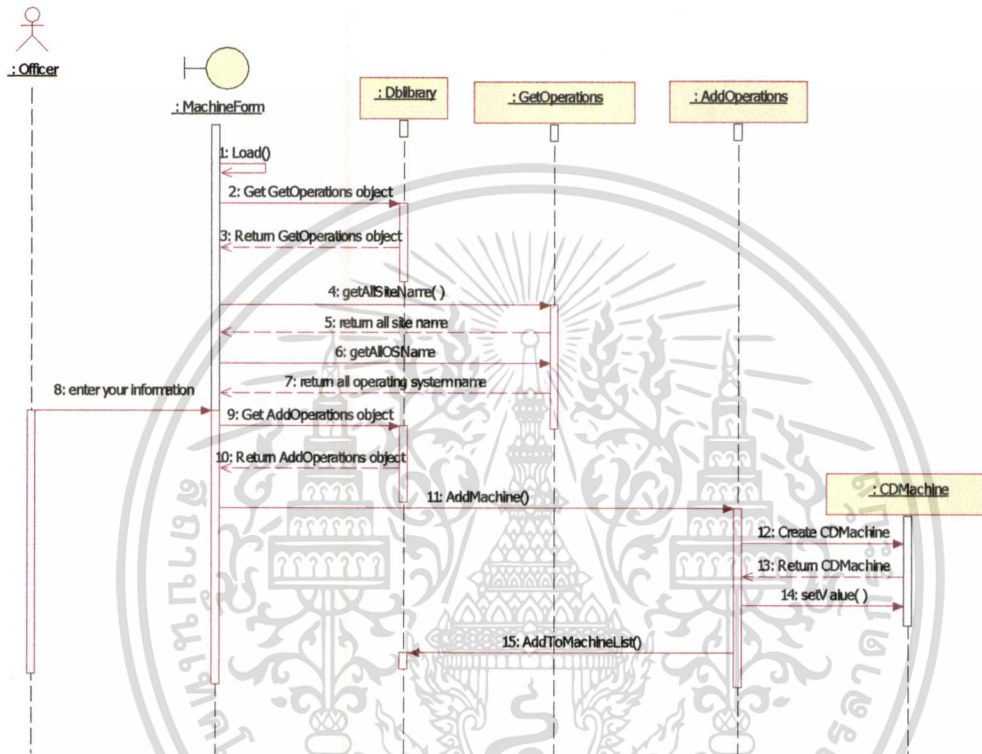 : Officer
: MachineForm
: Dblibrary
: GetOperations
: AddOperations
1: Load()
2: Get GetOperations object
3: Return GetOperations object
4: getAllSiteName( )
5: return all site name
6: getAllOSName
7: return all operating system name
8: enter your information
9: Get AddOperations object
10: Return AddOperations object
11: AddMachine()
: CDMachine
12: Create CDMachine
13: Return CDMachine
14: setValue( )
15: AddToMachineList()